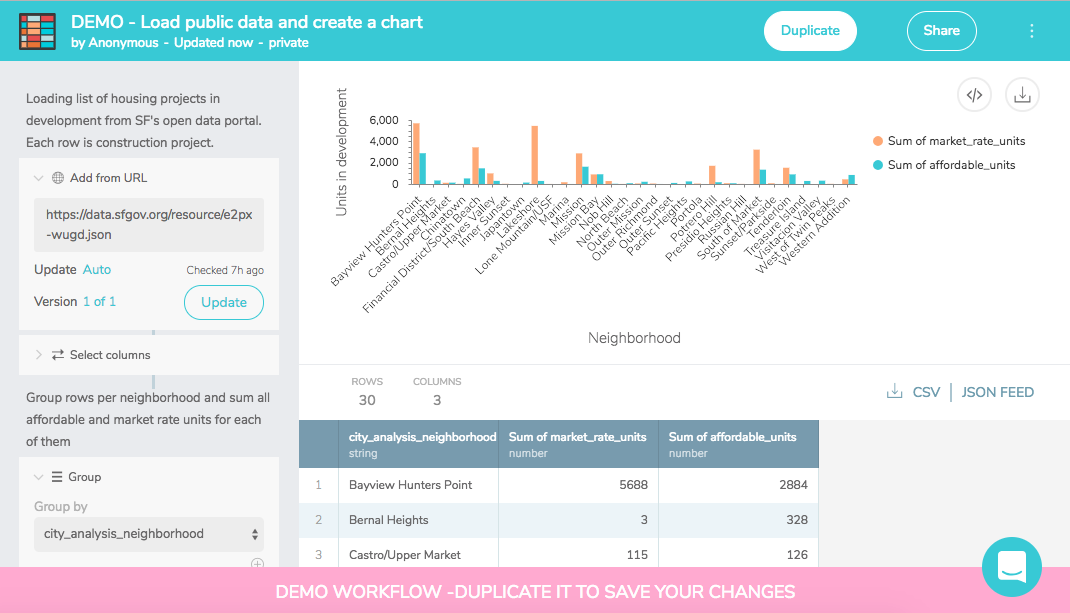 DEMO - Load public data and create a chart
by Anonymous - Updated now - private
Duplicate
Share
Loading list of housing projects in
development from SF's open data portal.
Each row is construction project.
Add from URL
https://data.sfgov.org/resource/e2px
-wugd.json
Update Auto
Checked 7h ago
Version 1 of 1
Update
Select columns
Group rows per neighborhood and sum all
affordable and market rate units for each
of them
Group
Group by
city_analysis_neighborhood
Units in development
6,000
4,000
2,000
0
Bayview Hunters Point
Bernal Heights
Castro/Upper Market
Chinatown
Financial District/South Beach
Hayes Valley
Inner Sunset
Japantown
Lakeshore
Lone Mountain/USF
Marina
Mission
Mission Bay
Nob Hill
North Beach
Outer Mission
Outer Richmond
Outer Sunset
Pacific Heights
Portola
Potrero Hill
Presidio Heights
Russian Hill
South of Market
Sunset/Parkside
Tenderloin
Treasure Island
Visitacion Valley
West of Twin Peaks
Western Addition
Neighborhood
Sum of market_rate_units
Sum of affordable_units
</>
ROWS
30
COLUMNS
3
CSV
JSON FEED
city_analysis_neighborhood Sum of market_rate_units Sum of affordable_units
string number number
1 Bayview Hunters Point 5688 2884
2 Bernal Heights 3 328
3 Castro/Upper Market 115 126
DEMO WORKFLOW -DUPLICATE IT TO SAVE YOUR CHANGES